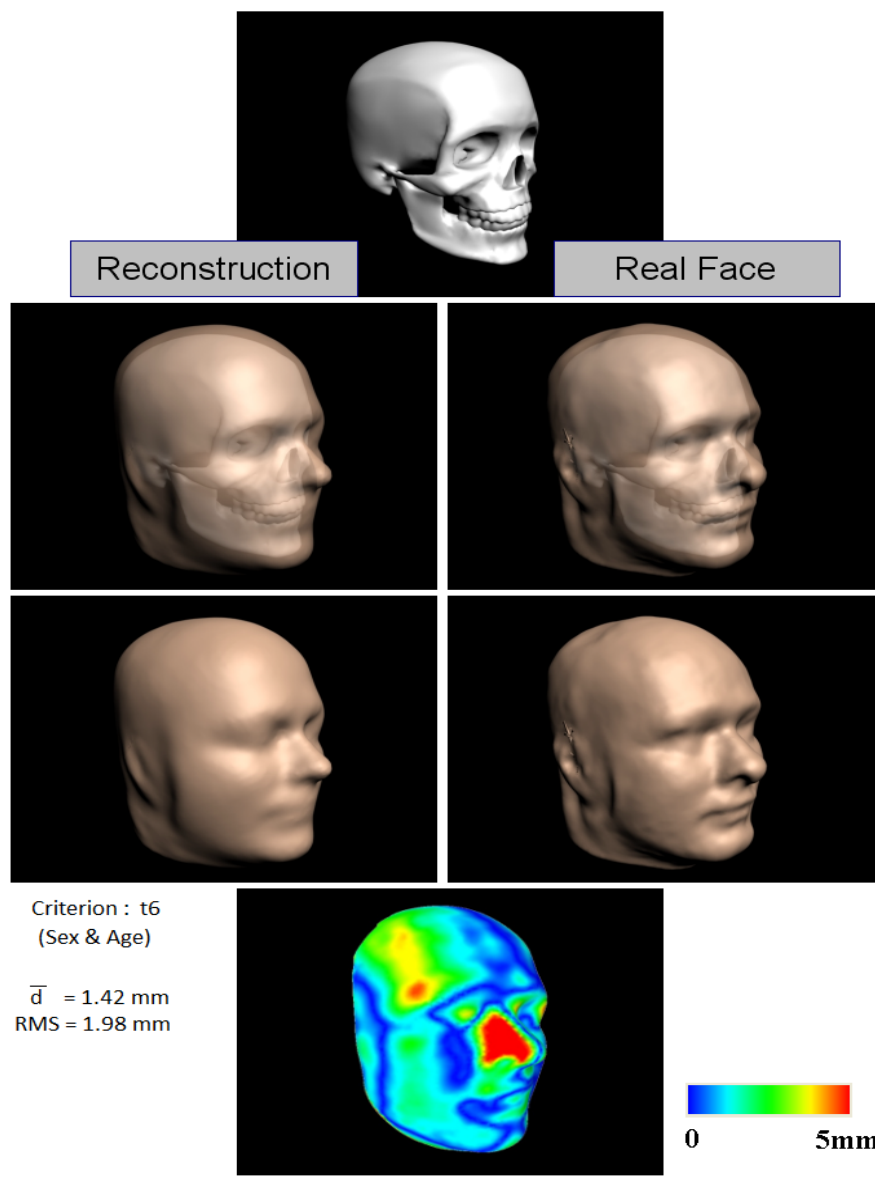 Reconstruction
Real Face
Criterion : t6
(Sex & Age)
d̅ = 1.42 mm
RMS = 1.98 mm
0 5mm